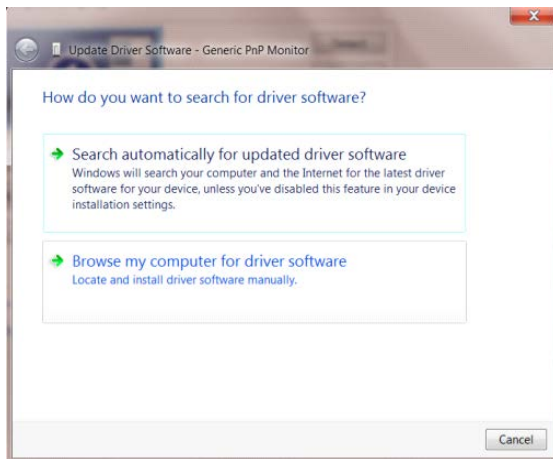 Update Driver Software - Generic PnP Monitor
How do you want to search for driver software?
Search automatically for updated driver software
Windows will search your computer and the Internet for the latest driver
software for your device, unless you've disabled this feature in your device
installation settings.
Browse my computer for driver software
Locate and install driver software manually.
Cancel